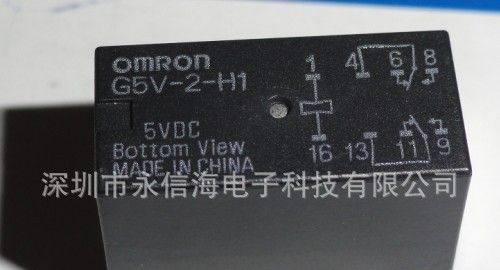 OMRON
G5V-2-H1
5VDC
Bottom View
MADE IN CHINA
1 4 6 8
16 13 11 9
深圳市永信海电子科技有限公司